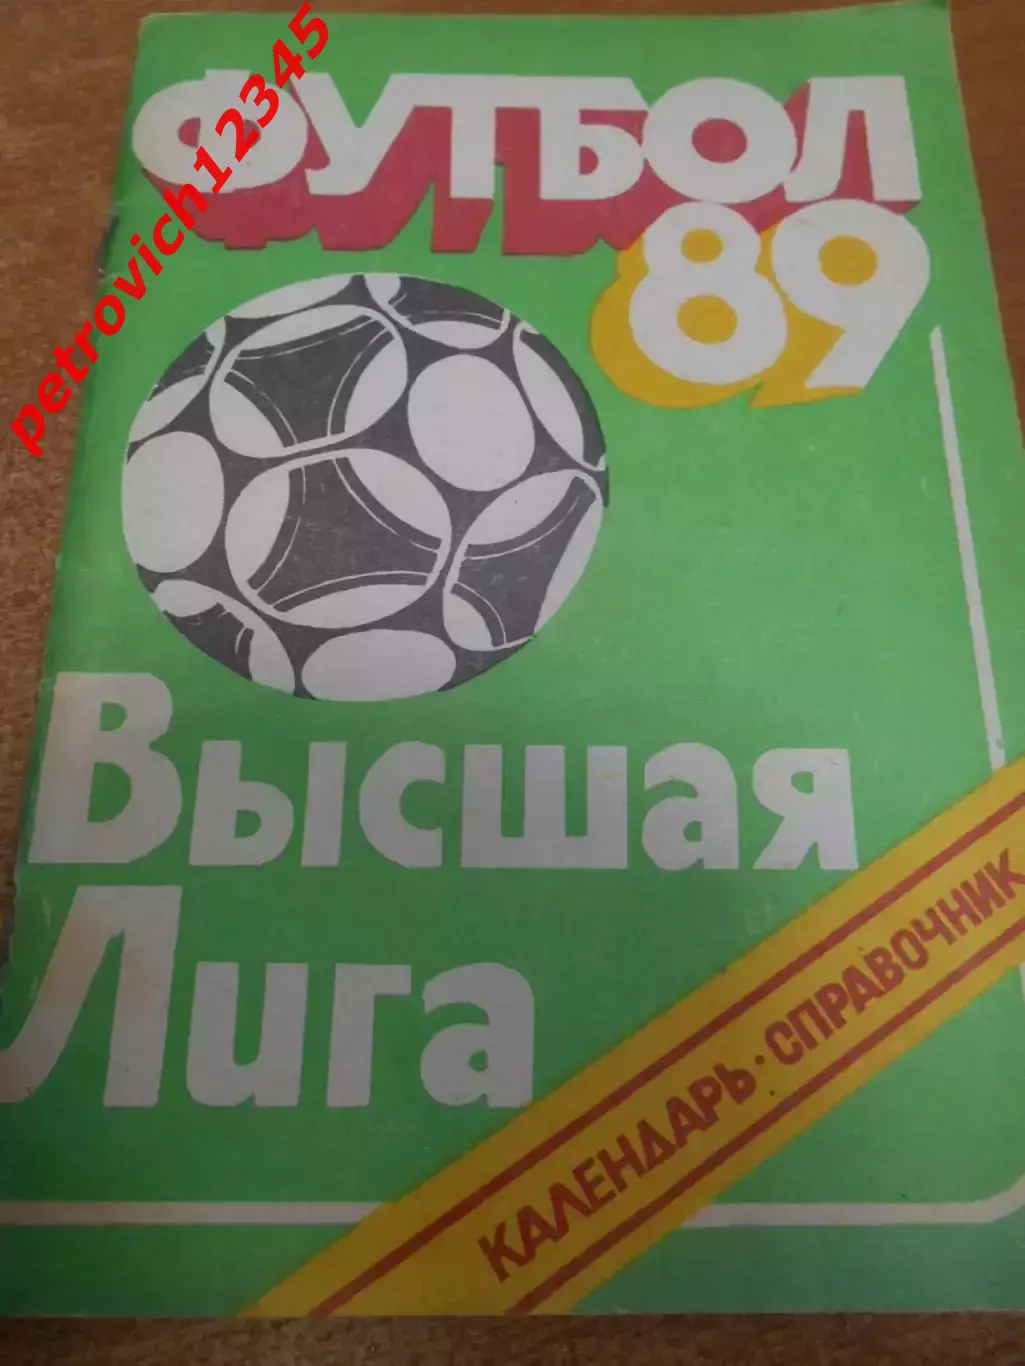 ФУТБОЛ
89
Высшая
Лига
КАЛЕНДАРЬ·СПРАВОЧНИК
petrovich12345